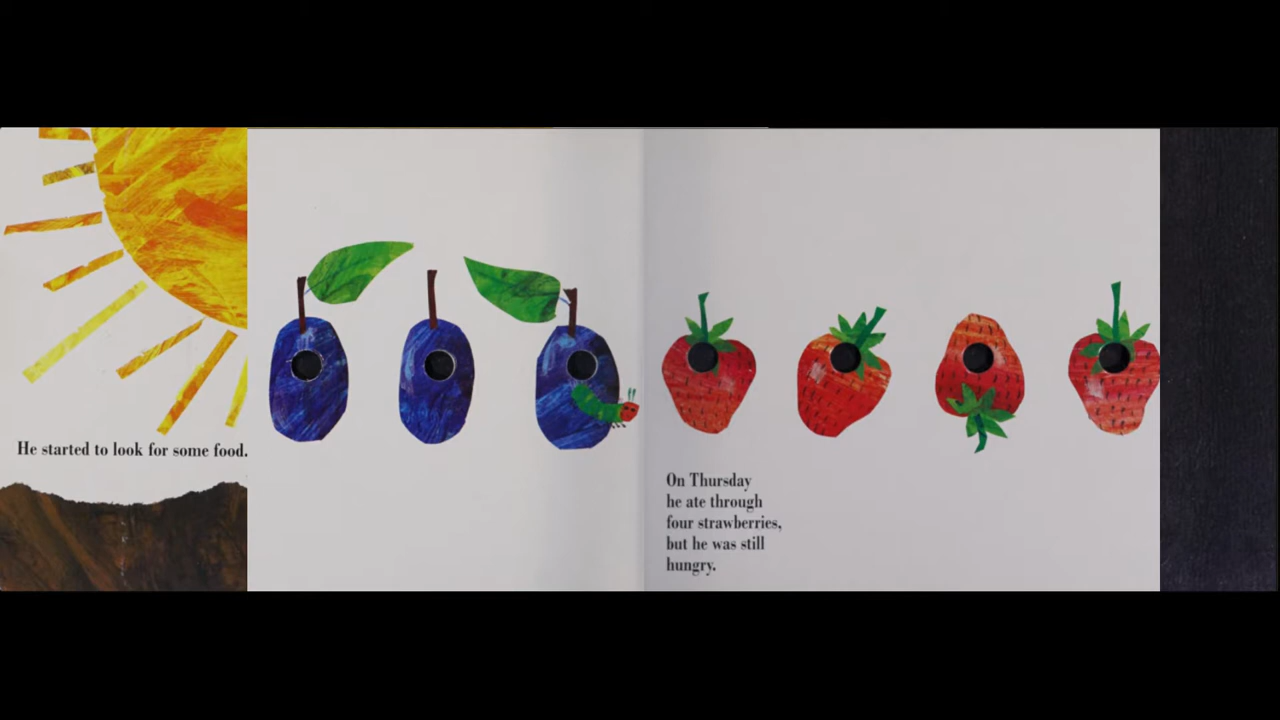 He started to look for some food.
On Thursday
he ate through
four strawberries,
but he was still
hungry.